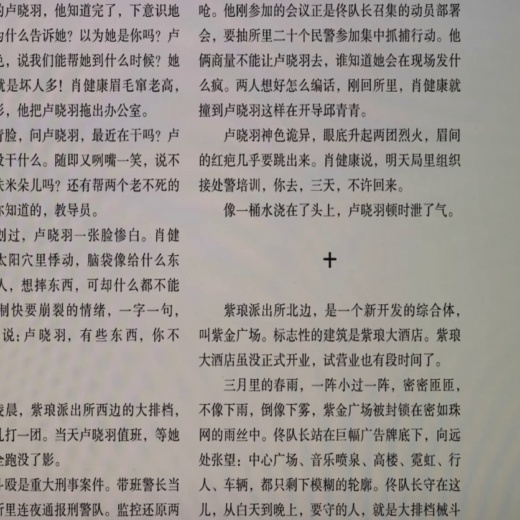 的卢晓羽，他知道完了，下意识地
为什么告诉她？以为她是你吗？卢
色，说我们能帮她到什么时候？她
就是坏人多！肖健康眉毛窜老高，
影，他把卢晓羽拖出办公室。
着脸，问卢晓羽，最近在干吗？卢
没干什么。随即又咧嘴一笑，说不
朱米朵儿吗？还有帮两个老不死的
你知道的，教导员。
划过，卢晓羽一张脸惨白。肖健
太阳穴里悸动，脑袋像给什么东
人，想摔东西，可却什么都不能
制快要崩裂的情绪，一字一句，
说：卢晓羽，有些东西，你不
凌晨，紫琅派出所西边的大排档，
乱打一团。当天卢晓羽值班，等她
全跑没了影。
斗殴是重大刑事案件。带班警长当
所里连夜通报刑警队。监控还原两
呛。他刚参加的会议正是佟队长召集的动员部署
会，要抽所里二十个民警参加集中抓捕行动。他
俩商量不能让卢晓羽去，谁知道她会在现场发什
么疯。两人想好怎么编话，刚回所里，肖健康就
撞到卢晓羽这样在开导邱青青。
卢晓羽神色诡异，眼底升起两团烈火，眉间
的红疤几乎要跳出来。肖健康说，明天局里组织
接处警培训，你去，三天，不许回来。
像一桶水浇在了头上，卢晓羽顿时泄了气。
十
紫琅派出所北边，是一个新开发的综合体，
叫紫金广场。标志性的建筑是紫琅大酒店。紫琅
大酒店虽没正式开业，试营业也有段时间了。
三月里的春雨，一阵小过一阵，密密匝匝，
不像下雨，倒像下雾，紫金广场被封锁在密如珠
网的雨丝中。佟队长站在巨幅广告牌底下，向远
处张望；中心广场、音乐喷泉、高楼、霓虹、行
人、车辆，都只剩下模糊的轮廓。佟队长守在这
儿，从白天到晚上，要守的人，就是大排档械斗